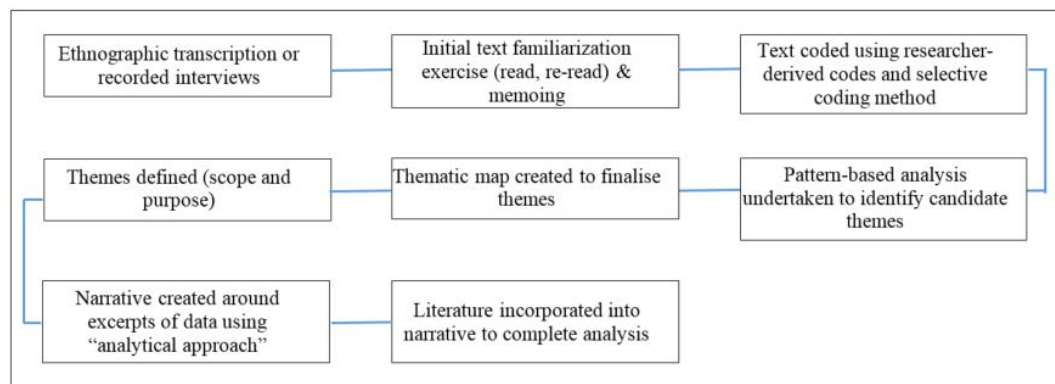 Ethnographic transcription or
recorded interviews
Initial text familiarization
exercise (read, re-read) &
memoing
Text coded using researcher-
derived codes and selective
coding method
Themes defined (scope and
purpose)
Thematic map created to finalise
themes
Pattern-based analysis
undertaken to identify candidate
themes
Narrative created around
excerpts of data using
“analytical approach”
Literature incorporated into
narrative to complete analysis